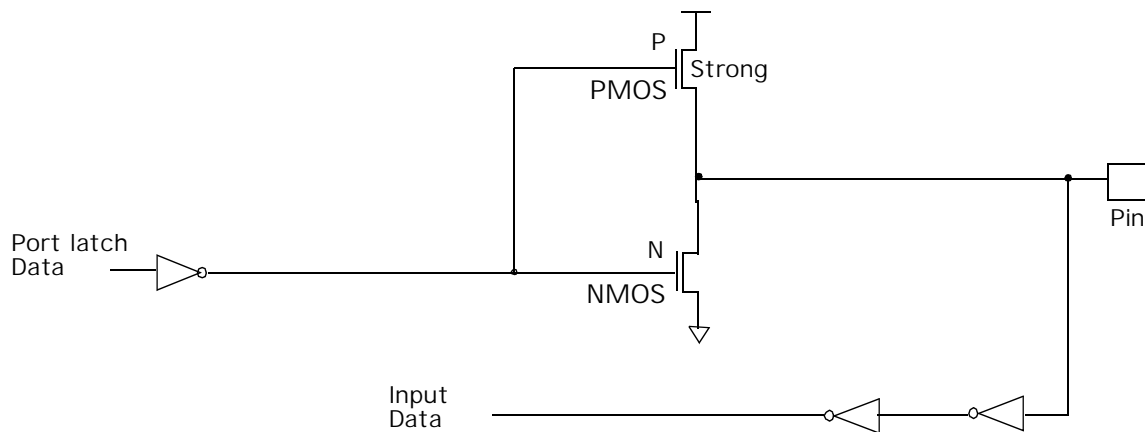 P
Strong
PMOS
Pin
Port latch
Data
N
NMOS
Input
Data